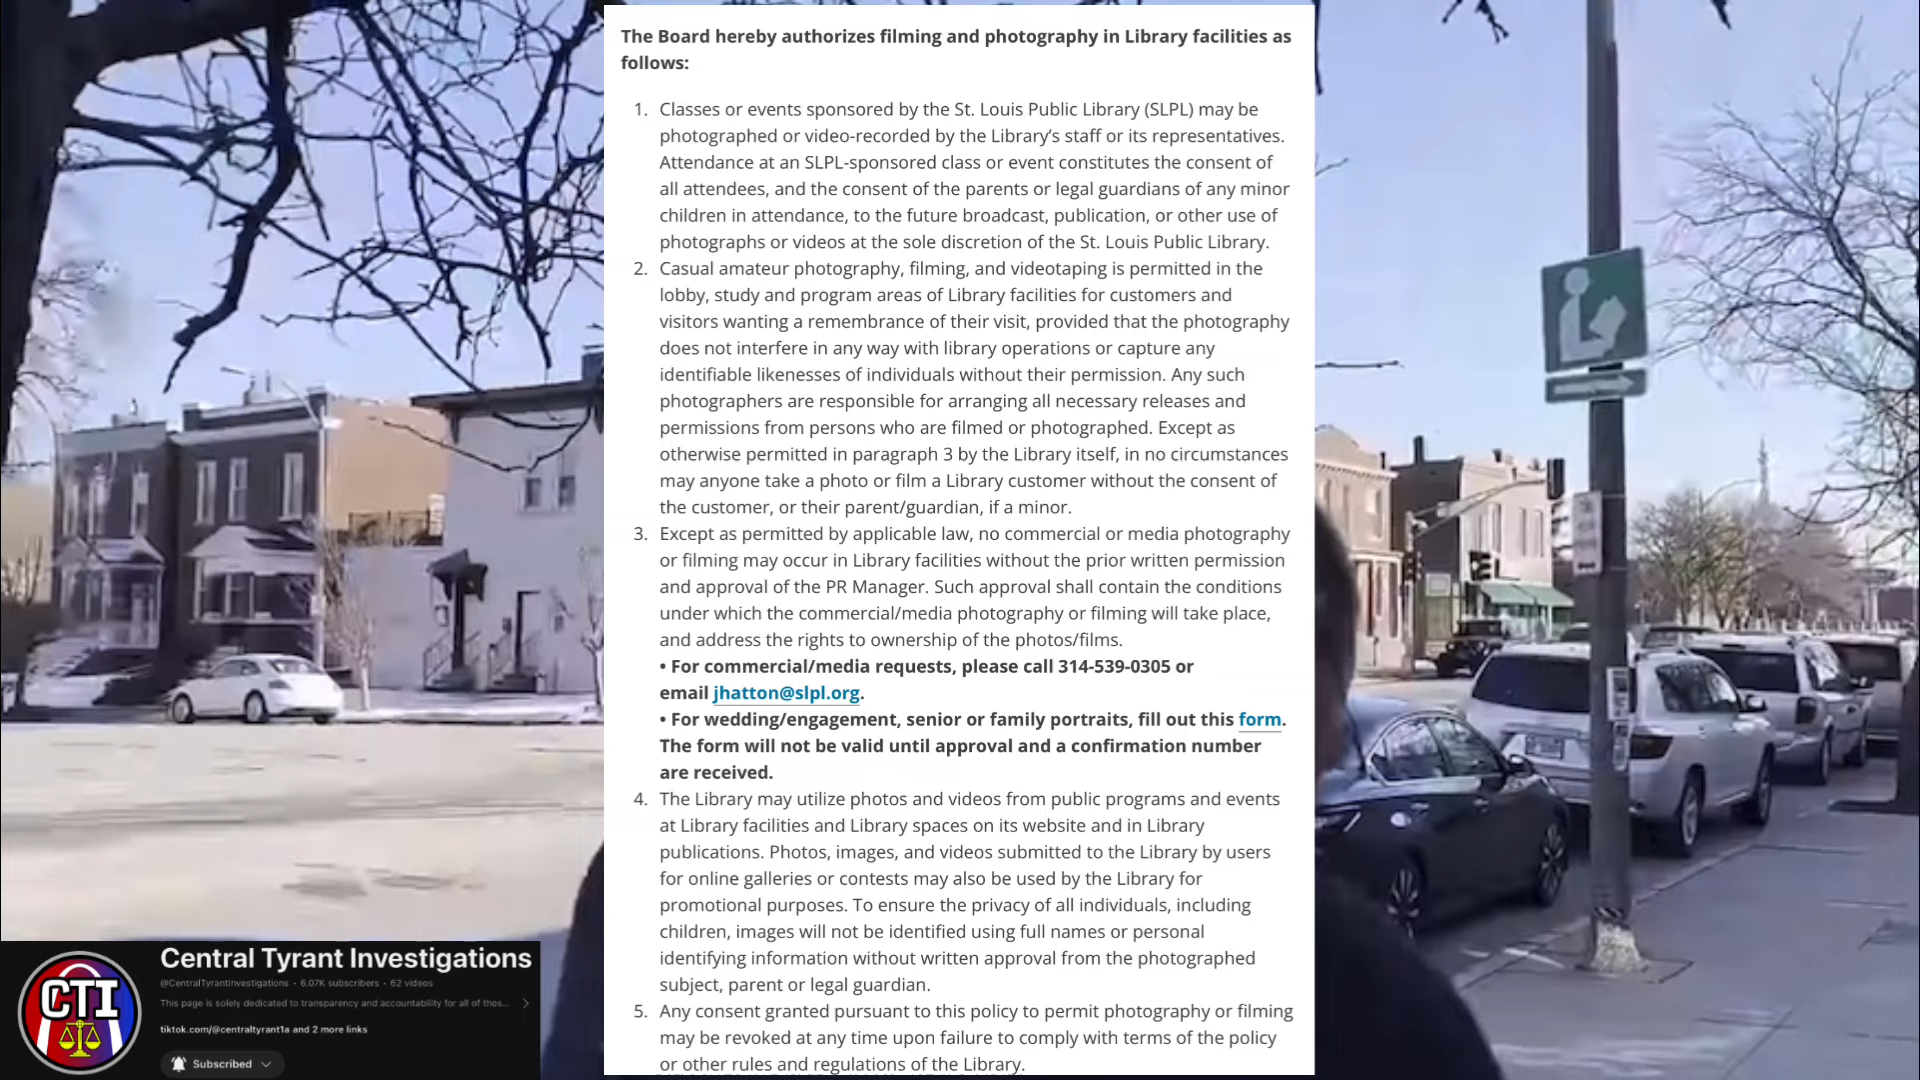 The Board hereby authorizes filming and photography in Library facilities as
follows:
1. Classes or events sponsored by the St. Louis Public Library (SLPL) may be
photographed or video-recorded by the Library’s staff or its representatives.
Attendance at an SLPL-sponsored class or event constitutes the consent of
all attendees, and the consent of the parents or legal guardians of any minor
children in attendance, to the future broadcast, publication, or other use of
photographs or videos at the sole discretion of the St. Louis Public Library.
2. Casual amateur photography, filming, and videotaping is permitted in the
lobby, study and program areas of Library facilities for customers and
visitors wanting a remembrance of their visit, provided that the photography
does not interfere in any way with library operations or capture any
identifiable likenesses of individuals without their permission. Any such
photographers are responsible for arranging all necessary releases and
permissions from persons who are filmed or photographed. Except as
otherwise permitted in paragraph 3 by the Library itself, in no circumstances
may anyone take a photo or film a Library customer without the consent of
the customer, or their parent/guardian, if a minor.
3. Except as permitted by applicable law, no commercial or media photography
or filming may occur in Library facilities without the prior written permission
and approval of the PR Manager. Such approval shall contain the conditions
under which the commercial/media photography or filming will take place,
and address the rights to ownership of the photos/films.
• For commercial/media requests, please call 314-539-0305 or
email jhatton@slpl.org.
• For wedding/engagement, senior or family portraits, fill out this form.
The form will not be valid until approval and a confirmation number
are received.
4. The Library may utilize photos and videos from public programs and events
at Library facilities and Library spaces on its website and in Library
publications. Photos, images, and videos submitted to the Library by users
for online galleries or contests may also be used by the Library for
promotional purposes. To ensure the privacy of all individuals, including
children, images will not be identified using full names or personal
identifying information without written approval from the photographed
subject, parent or legal guardian.
5. Any consent granted pursuant to this policy to permit photography or filming
may be revoked at any time upon failure to comply with terms of the policy
or other rules and regulations of the Library.
CTI
Central Tyrant Investigations
@CentralTyrantInvestigations • 6.07K subscribers • 62 videos
This page is solely dedicated to transparency and accountability for all of thos...
tiktok.com/@centraltyrant1a and 2 more links
Subscribed